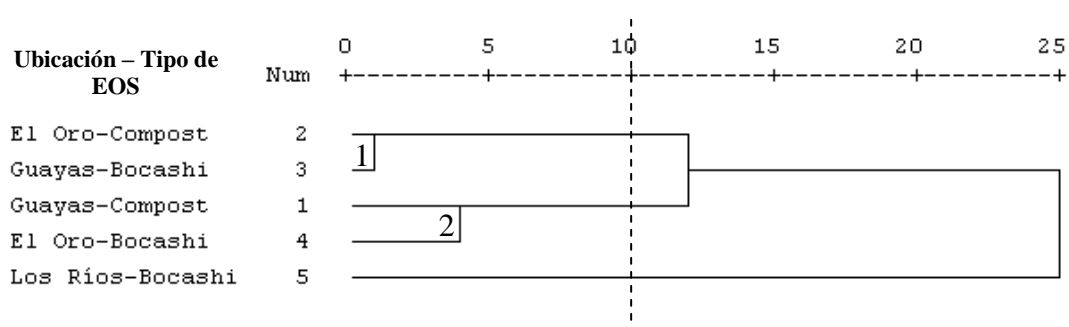 0 5 10 15 20 25
Ubicación – Tipo de
EOS
Num +---------+---------+---------+---------+---------+
El Oro-Compost 2
1
Guayas-Bocashi 3
Guayas-Compost 1
2
El Oro-Bocashi 4
Los Ríos-Bocashi 5